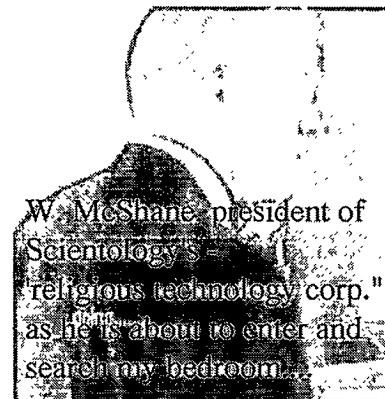 W. McShane, president of
Scientology's
"religious technology corp."
as he is about to enter and
search my bedroom....